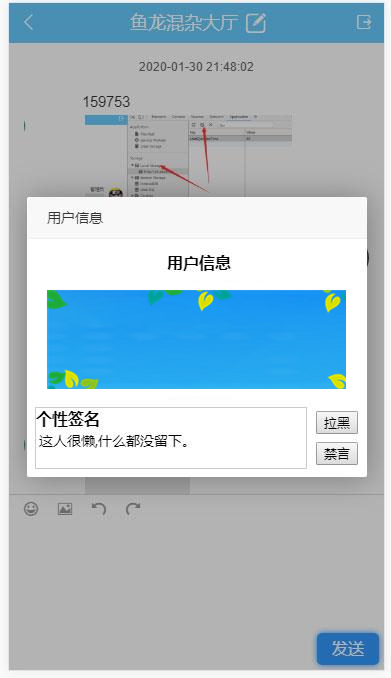 鱼龙混杂大厅
2020-01-30 21:48:02
159753
用户信息
用户信息
个性签名
这人很懒,什么都没留下。
拉黑
禁言
发送